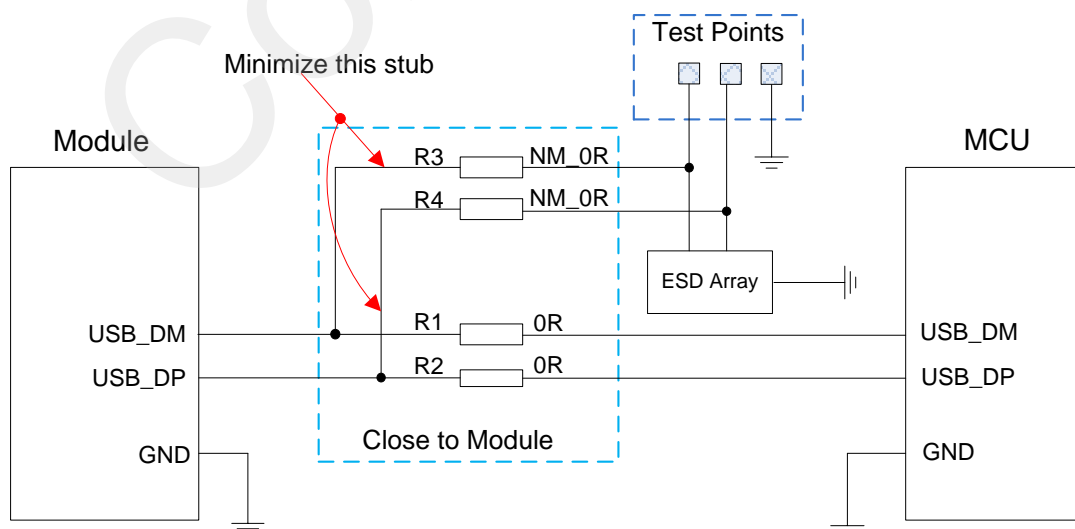 Co
Test Points
Minimize this stub
Module
MCU
R3
NM_0R
R4
NM_0R
ESD Array
USB_DM
R1
0R
USB_DM
USB_DP
R2
0R
USB_DP
Close to Module
GND
GND